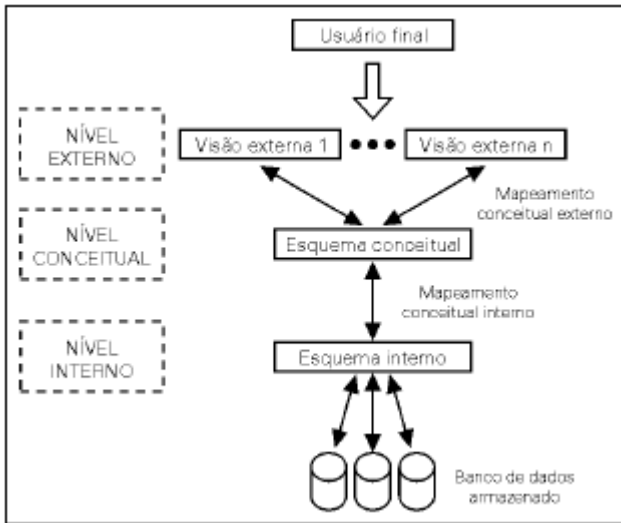 Usuário final
NÍVEL
EXTERNO
Visão externa 1
Visão externa n
Mapeamento
conceitual externo
NÍVEL
CONCEITUAL
Esquema conceitual
Mapeamento
conceitual interno
NÍVEL
INTERNO
Esquema interno
Banco de dados
armazenado